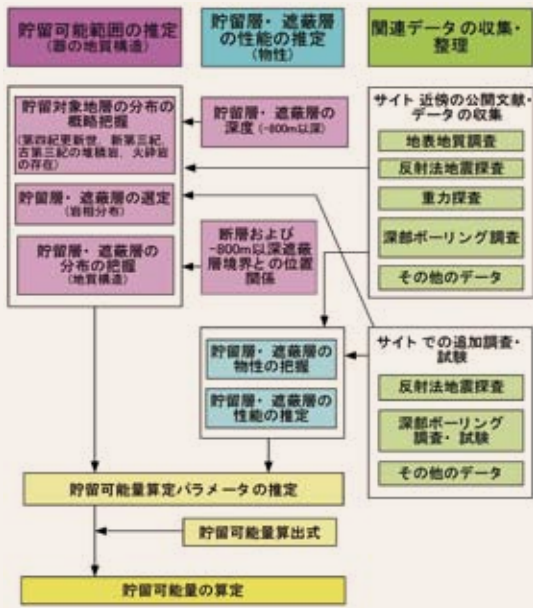 貯留可能範囲の推定
(器の地質構造)
貯留層・遮蔽層
の性能の推定
(物性)
関連データの収集・
整理
貯留対象地層の分布の
概略把握
(第四紀更新世，新第三紀，
古第三紀の堆積岩，火砕岩
の存在)
貯留層・遮蔽層の選定
(岩相分布)
貯留層・遮蔽層の
分布の把握
(地質構造)
貯留層・遮蔽層の
深度(-800m以深)
断層および
-800m以深遮蔽
層境界との位置
関係
サイト近傍の公開文献・
データの収集
地表地質調査
反射法地震探査
重力探査
深部ボーリング調査
その他のデータ
貯留層・遮蔽層の
物性の把握
貯留層・遮蔽層の
性能の推定
サイトでの追加調査・
試験
反射法地震探査
深部ボーリング
調査・試験
その他のデータ
貯留可能量算定パラメータの推定
貯留可能量算出式
貯留可能量の算定